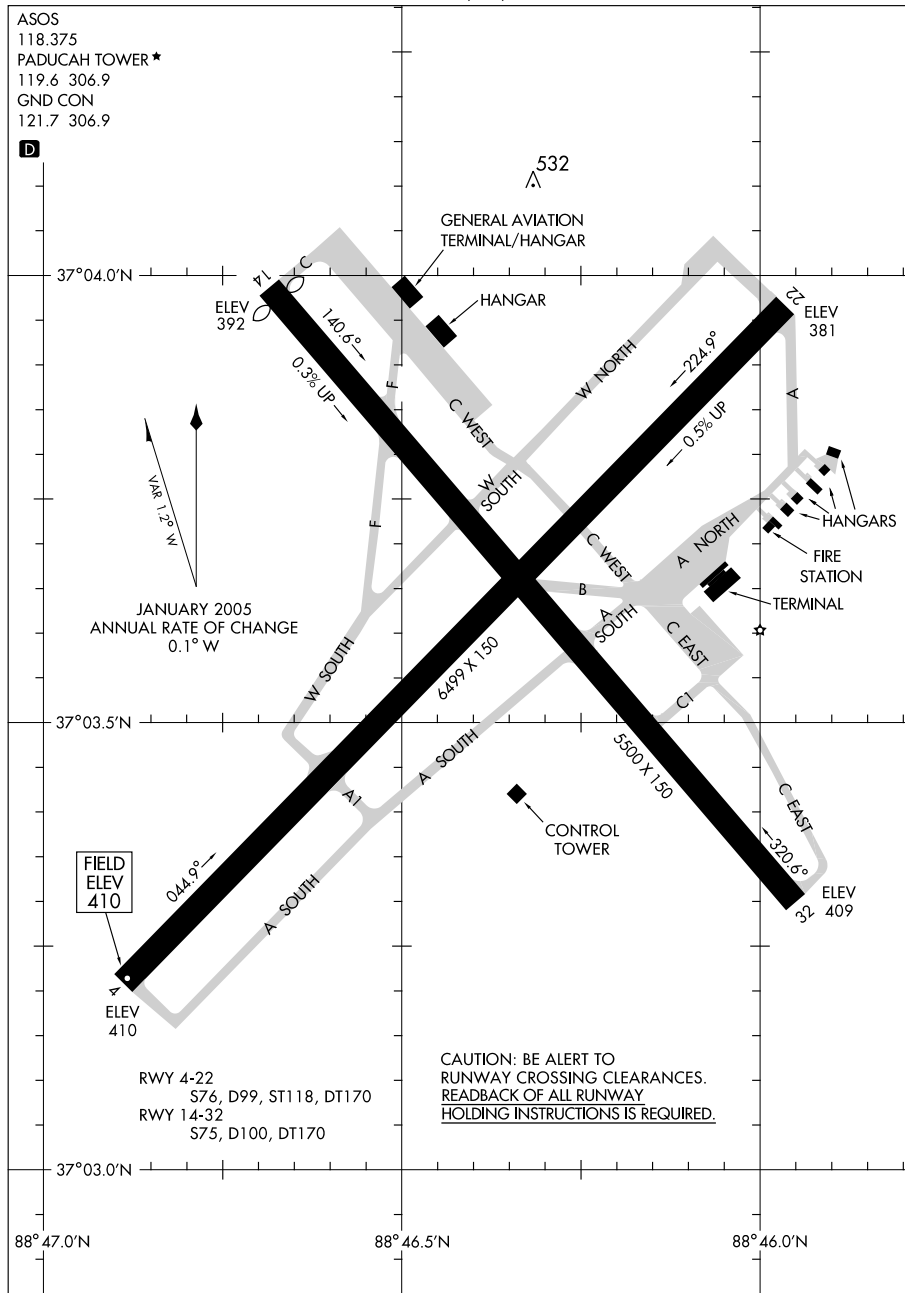 ASOS
118.375
PADUCAH TOWER★
119.6 306.9
GND CON
121.7 306.9
D
532
GENERAL AVIATION
TERMINAL/HANGAR
HANGAR
37°04.0'N
14
C
ELEV
392
140.6°
0.3% UP
22
ELEV
381
224.9°
0.5% UP
W NORTH
F
C WEST
A
W
SOUTH
VAR 1.2° W
F
C WEST
A NORTH
HANGARS
FIRE
STATION
TERMINAL
B
A
SOUTH
C EAST
JANUARY 2005
ANNUAL RATE OF CHANGE
0.1° W
W SOUTH
6499 X 150
C1
37°03.5'N
A SOUTH
5500 X 150
A1
C EAST
CONTROL
TOWER
FIELD
ELEV
410
044.9°
A SOUTH
320.6°
32
ELEV
409
4
ELEV
410
RWY 4-22
S76, D99, ST118, DT170
RWY 14-32
S75, D100, DT170
CAUTION: BE ALERT TO
RUNWAY CROSSING CLEARANCES.
READBACK OF ALL RUNWAY
HOLDING INSTRUCTIONS IS REQUIRED.
37°03.0'N
88°47.0'W
88°46.5'W
88°46.0'W